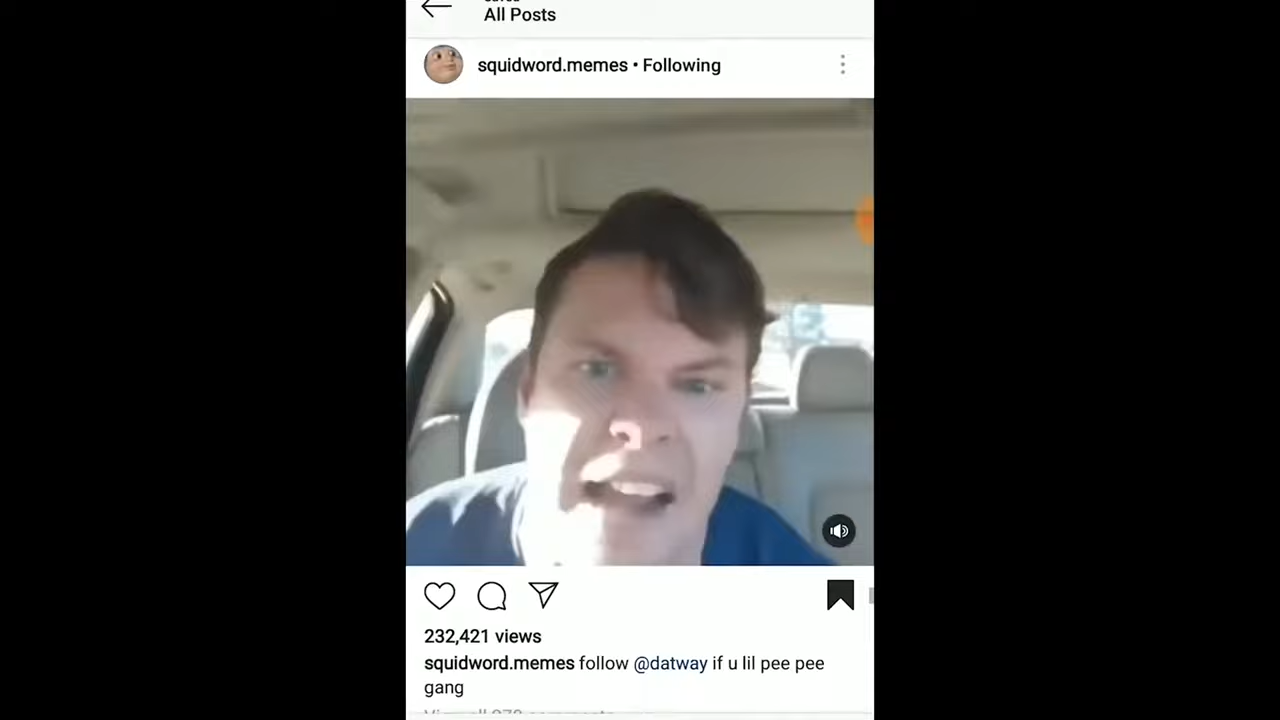 All Posts
squidword.memes • Following
232,421 views
squidword.memes follow @datway if u lil pee pee
gang